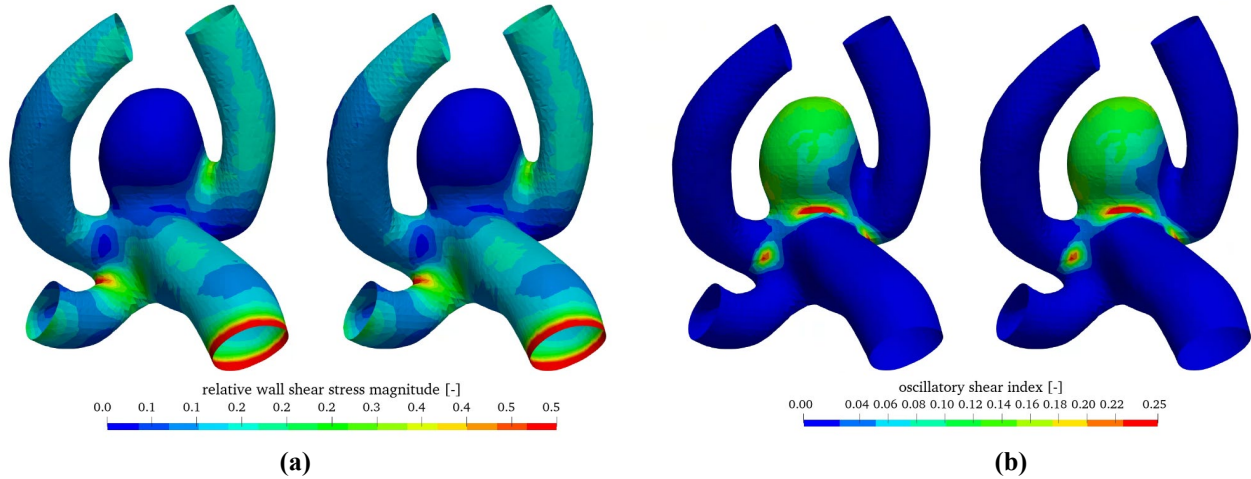 relative wall shear stress magnitude [-]
0.0 0.1 0.1 0.2 0.2 0.2 0.3 0.4 0.4 0.5 0.5
(a)
oscillatory shear index [-]
0.00 0.04 0.06 0.08 0.10 0.12 0.14 0.16 0.18 0.20 0.22 0.25
(b)